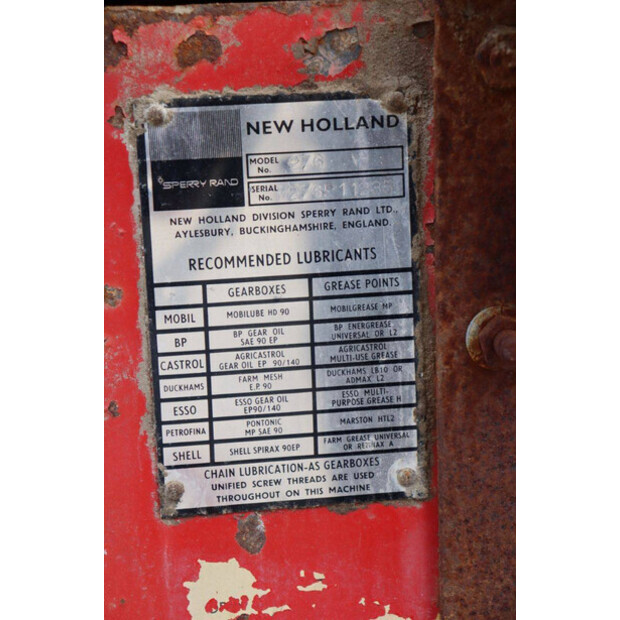 NEW HOLLAND
SPERRY RAND
MODEL
No.
SERIAL
No.
NEW HOLLAND DIVISION SPERRY RAND LTD.,
AYLESBURY, BUCKINGHAMSHIRE, ENGLAND.
RECOMMENDED LUBRICANTS
GEARBOXES GREASE POINTS
MOBIL MOBILUBE HD 90 MOBILGREASE MP
BP BP GEAR OIL SAE 90 EP BP ENERGREASE UNIVERSAL OR L2
CASTROL AGRICASTROL GEAR OIL EP. 90/140 AGRICASTROL MULTI-USE GREASE
DUCKHAMS FARM MESH E.P. 90 DUCKHAMS LB10 OR ADMAX L2
ESSO ESSO GEAR OIL EP90/140 ESSO MULTI-PURPOSE GREASE H
PETROFINA PONTONIC MP SAE 90 MARSTON HTL2
SHELL SHELL SPIRAX 90EP FARM GREASE UNIVERSAL OR RETINAX A
CHAIN LUBRICATION-AS GEARBOXES
UNIFIED SCREW THREADS ARE USED
THROUGHOUT ON THIS MACHINE